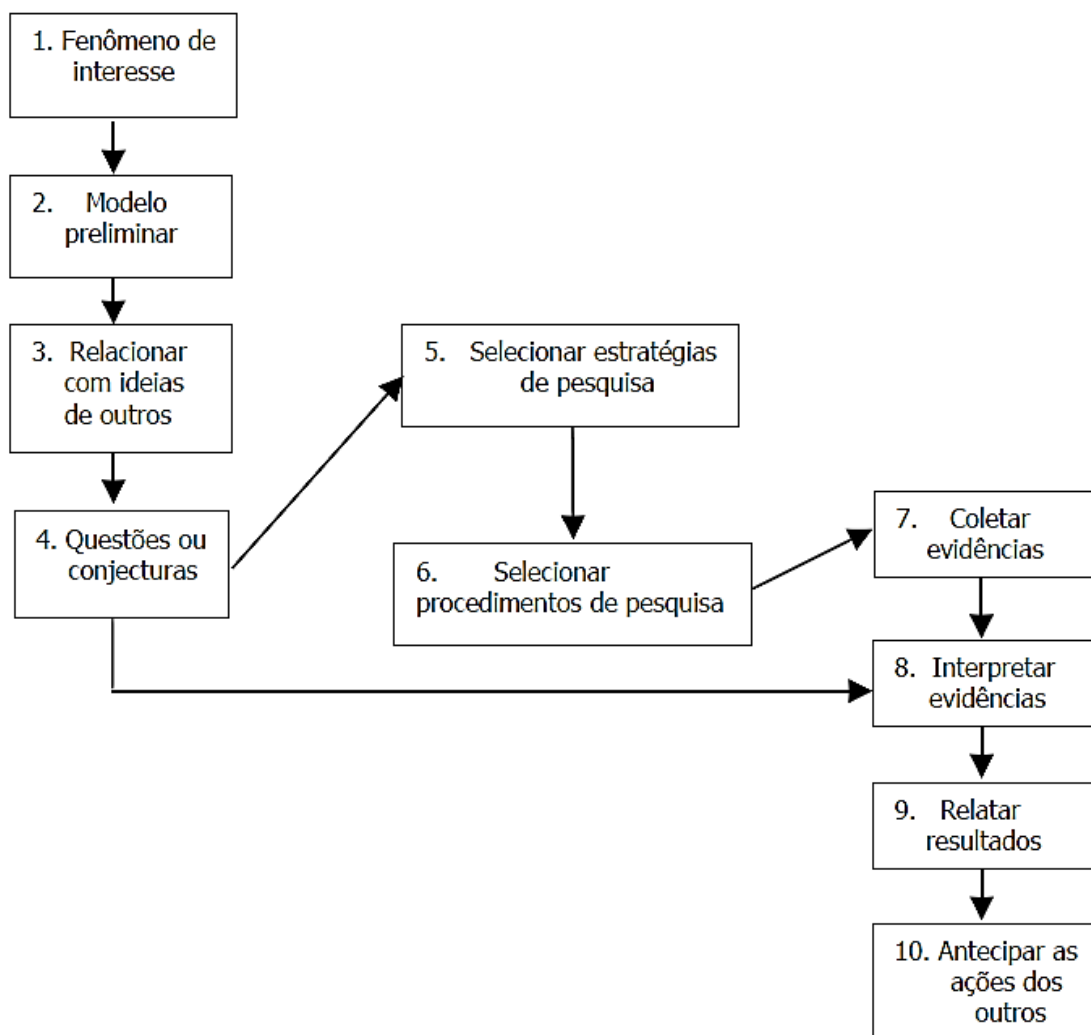 1. Fenômeno de
interesse
2. Modelo
preliminar
3. Relacionar
com ideias
de outros
4. Questões ou
conjecturas
5. Selecionar estratégias
de pesquisa
6. Selecionar
procedimentos de pesquisa
7. Coletar
evidências
8. Interpretar
evidências
9. Relatar
resultados
10. Antecipar as
ações dos
outros